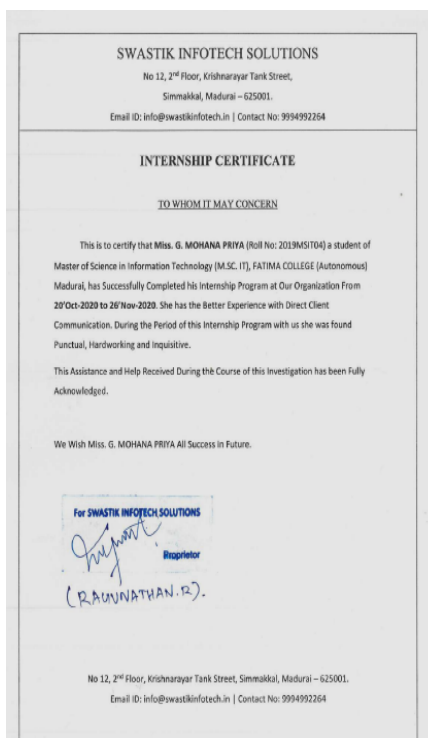 SWASTIK INFOTECH SOLUTIONS
No 12, 2nd Floor, Krishnarayar Tank Street,
Simmakkal, Madurai – 625001.
Email ID: info@swastikinfotech.in | Contact No: 9994992264
INTERNSHIP CERTIFICATE
TO WHOM IT MAY CONCERN
This is to certify that Miss. G. MOHANA PRIYA (Roll No: 2019MSIT04) a student of
Master of Science in Information Technology (M.SC. IT), FATIMA COLLEGE (Autonomous)
Madurai, has Successfully Completed his Internship Program at Our Organization From
20'Oct-2020 to 26'Nov-2020. She has the Better Experience with Direct Client
Communication. During the Period of this Internship Program with us she was found
Punctual, Hardworking and Inquisitive.
This Assistance and Help Received During the Course of this Investigation has been Fully
Acknowledged.
We Wish Miss. G. MOHANA PRIYA All Success in Future.
For SWASTIK INFOTECH SOLUTIONS
Proprietor
(RAGUNATHAN.R).
No 12, 2nd Floor, Krishnarayar Tank Street, Simmakkal, Madurai – 625001.
Email ID: info@swastikinfotech.in | Contact No: 9994992264